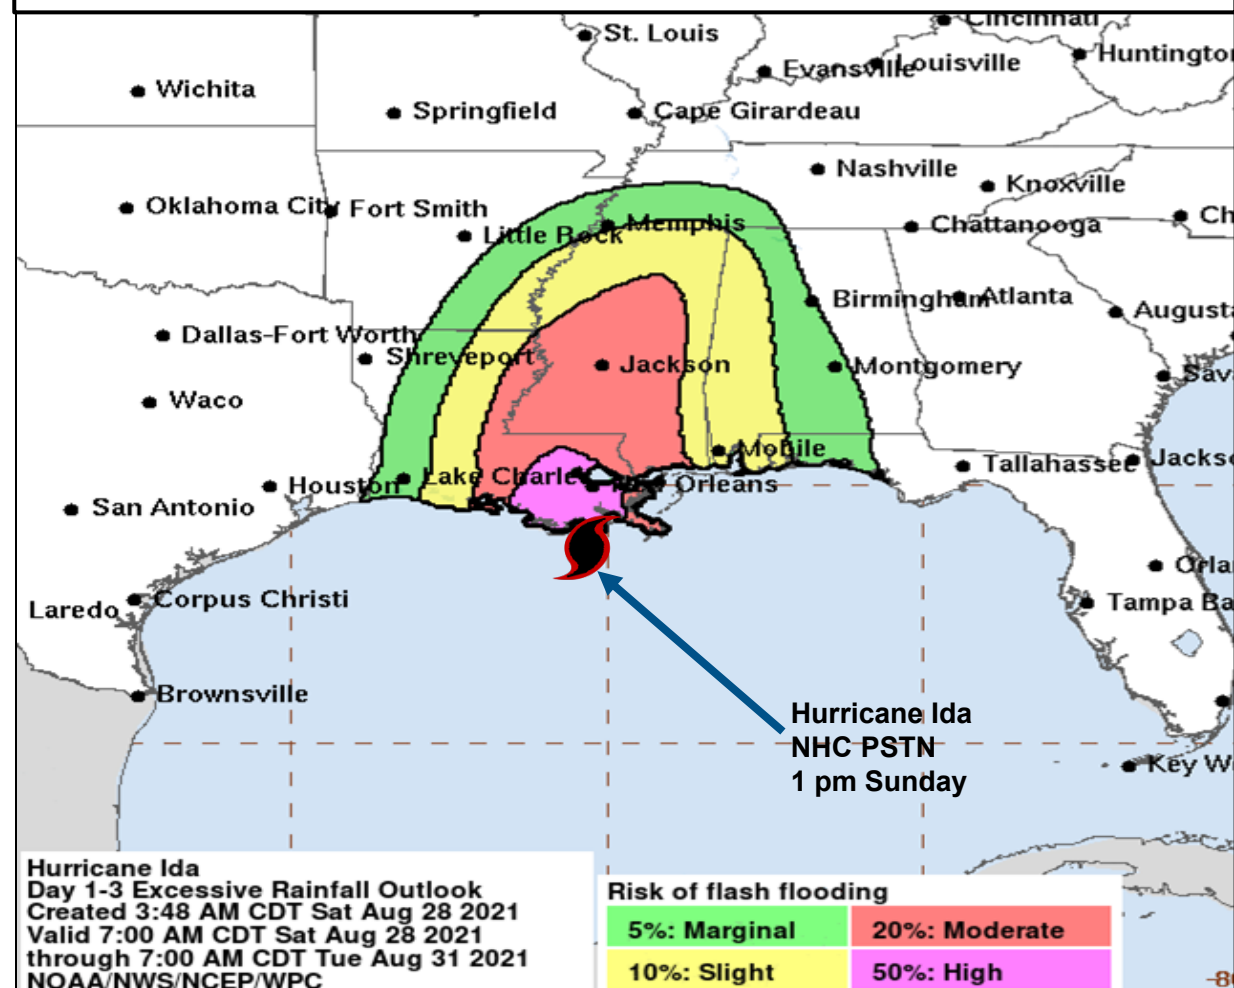 Cincinnati
St. Louis
Huntington
Evansville
Louisville
Wichita
Springfield
Cape Girardeau
Nashville
Knoxville
Oklahoma City
Fort Smith
Ch
Memphis
Chattanooga
Little Rock
Birmingham
Atlanta
Augusta
Dallas-Fort Worth
Shreveport
Jackson
Montgomery
Sava
Waco
Mobile
Tallahassee
Jackso
Lake Charles
Houston
Orleans
San Antonio
Orla
Corpus Christi
Tampa Ba
Laredo
Brownsville
Hurricane Ida
NHC PSTN
1 pm Sunday
Key W
Hurricane Ida
Day 1-3 Excessive Rainfall Outlook
Created 3:48 AM CDT Sat Aug 28 2021
Valid 7:00 AM CDT Sat Aug 28 2021
through 7:00 AM CDT Tue Aug 31 2021
NOAA/NWS/NCEP/WPC
Risk of flash flooding
5%: Marginal
20%: Moderate
10%: Slight
50%: High